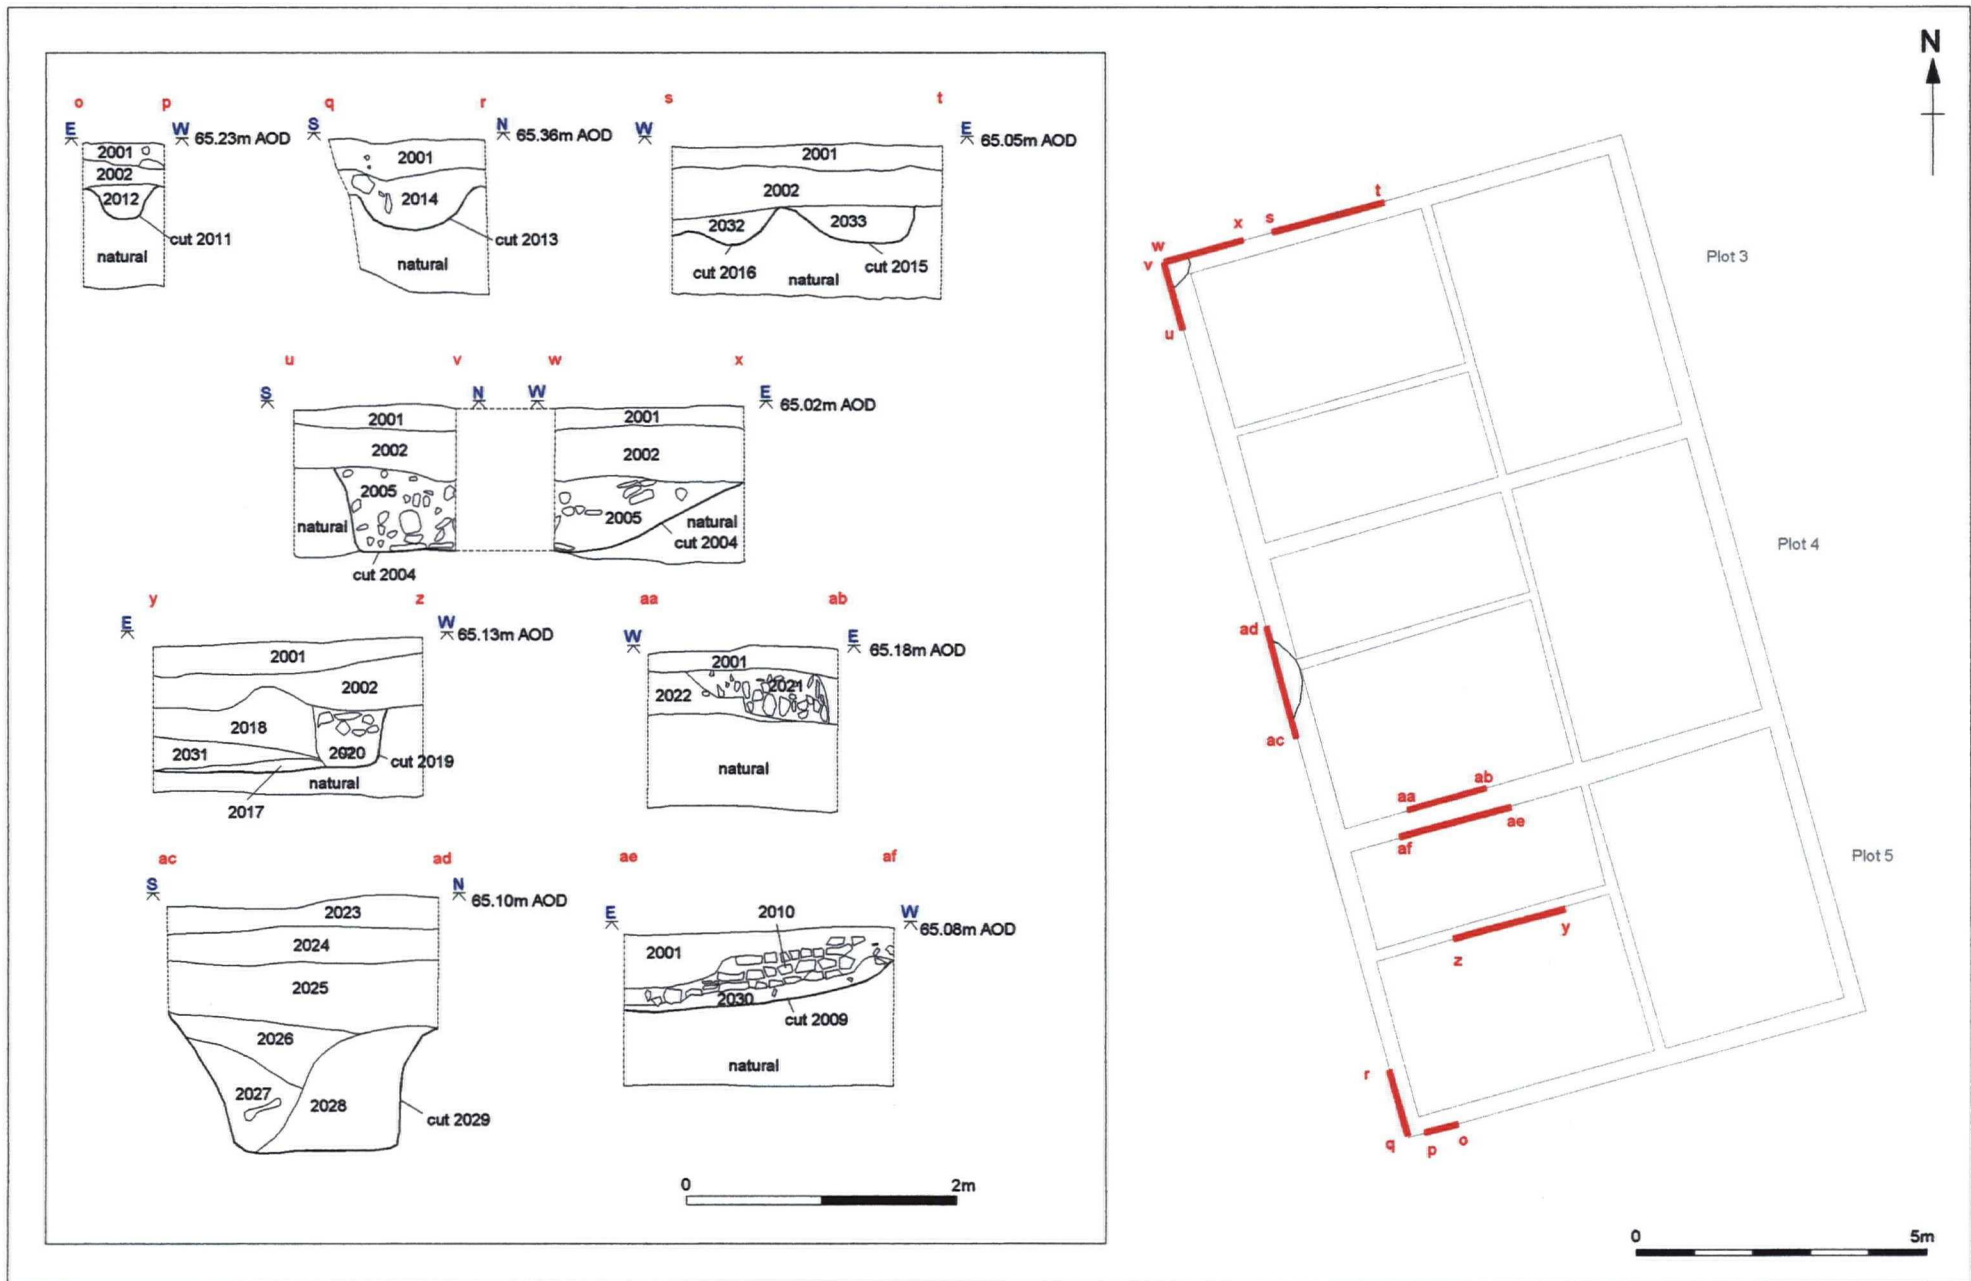 o p q r s t
E W 65.23m AOD S N 65.36m AOD W E 65.05m AOD
2001
2002
2012
cut 2011
natural
2001
2014
cut 2013
natural
2001
2002
2032 2033
cut 2016 cut 2015
natural
u v w x
S N W E 65.02m AOD
2001
2002
2005
natural
cut 2004
2001
2002
2005
natural
cut 2004
y z aa ab
E W 65.13m AOD W E 65.18m AOD
2001
2002
2018
2031 2020 cut 2019
natural
2017
2001
2022 2021
natural
ac ad ae af
S N 65.10m AOD E W 65.08m AOD
2023
2024
2025
2026
2027
2028
cut 2029
2010
2001
2030
cut 2009
natural
0 2m
N
t
x s
w
v
u
Plot 3
Plot 4
ad
ac
aa ab
af ae
Plot 5
y
z
r
q p o
0 5m